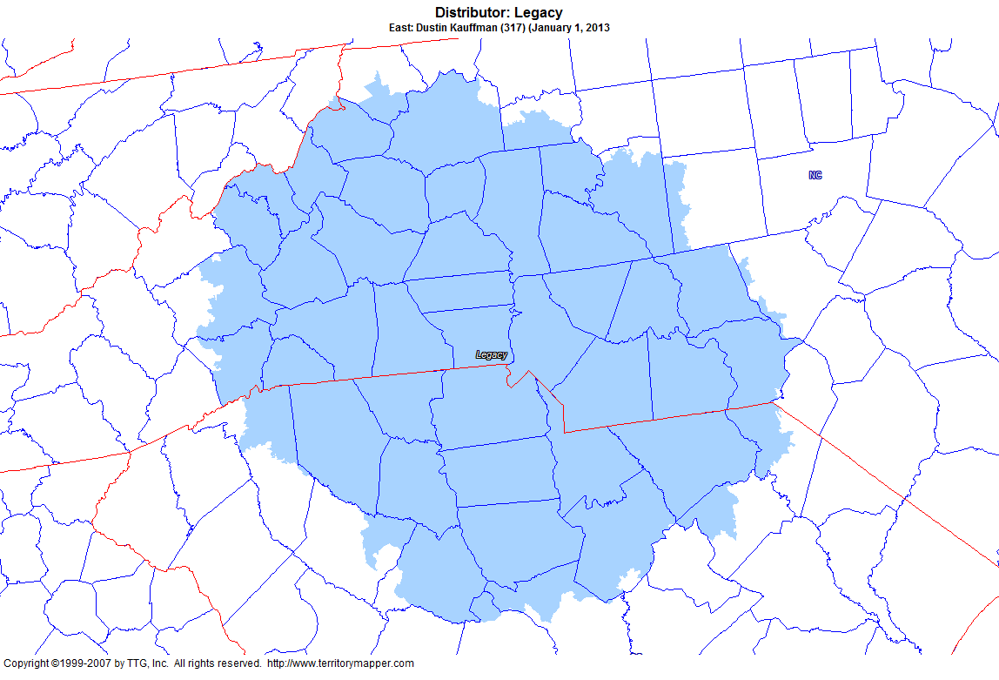 Distributor: Legacy
East: Dustin Kauffman (317) (January 1, 2013
NC
Legacy
Copyright ©1999-2007 by TTG, Inc.  All rights reserved.  http://www.territorymapper.com